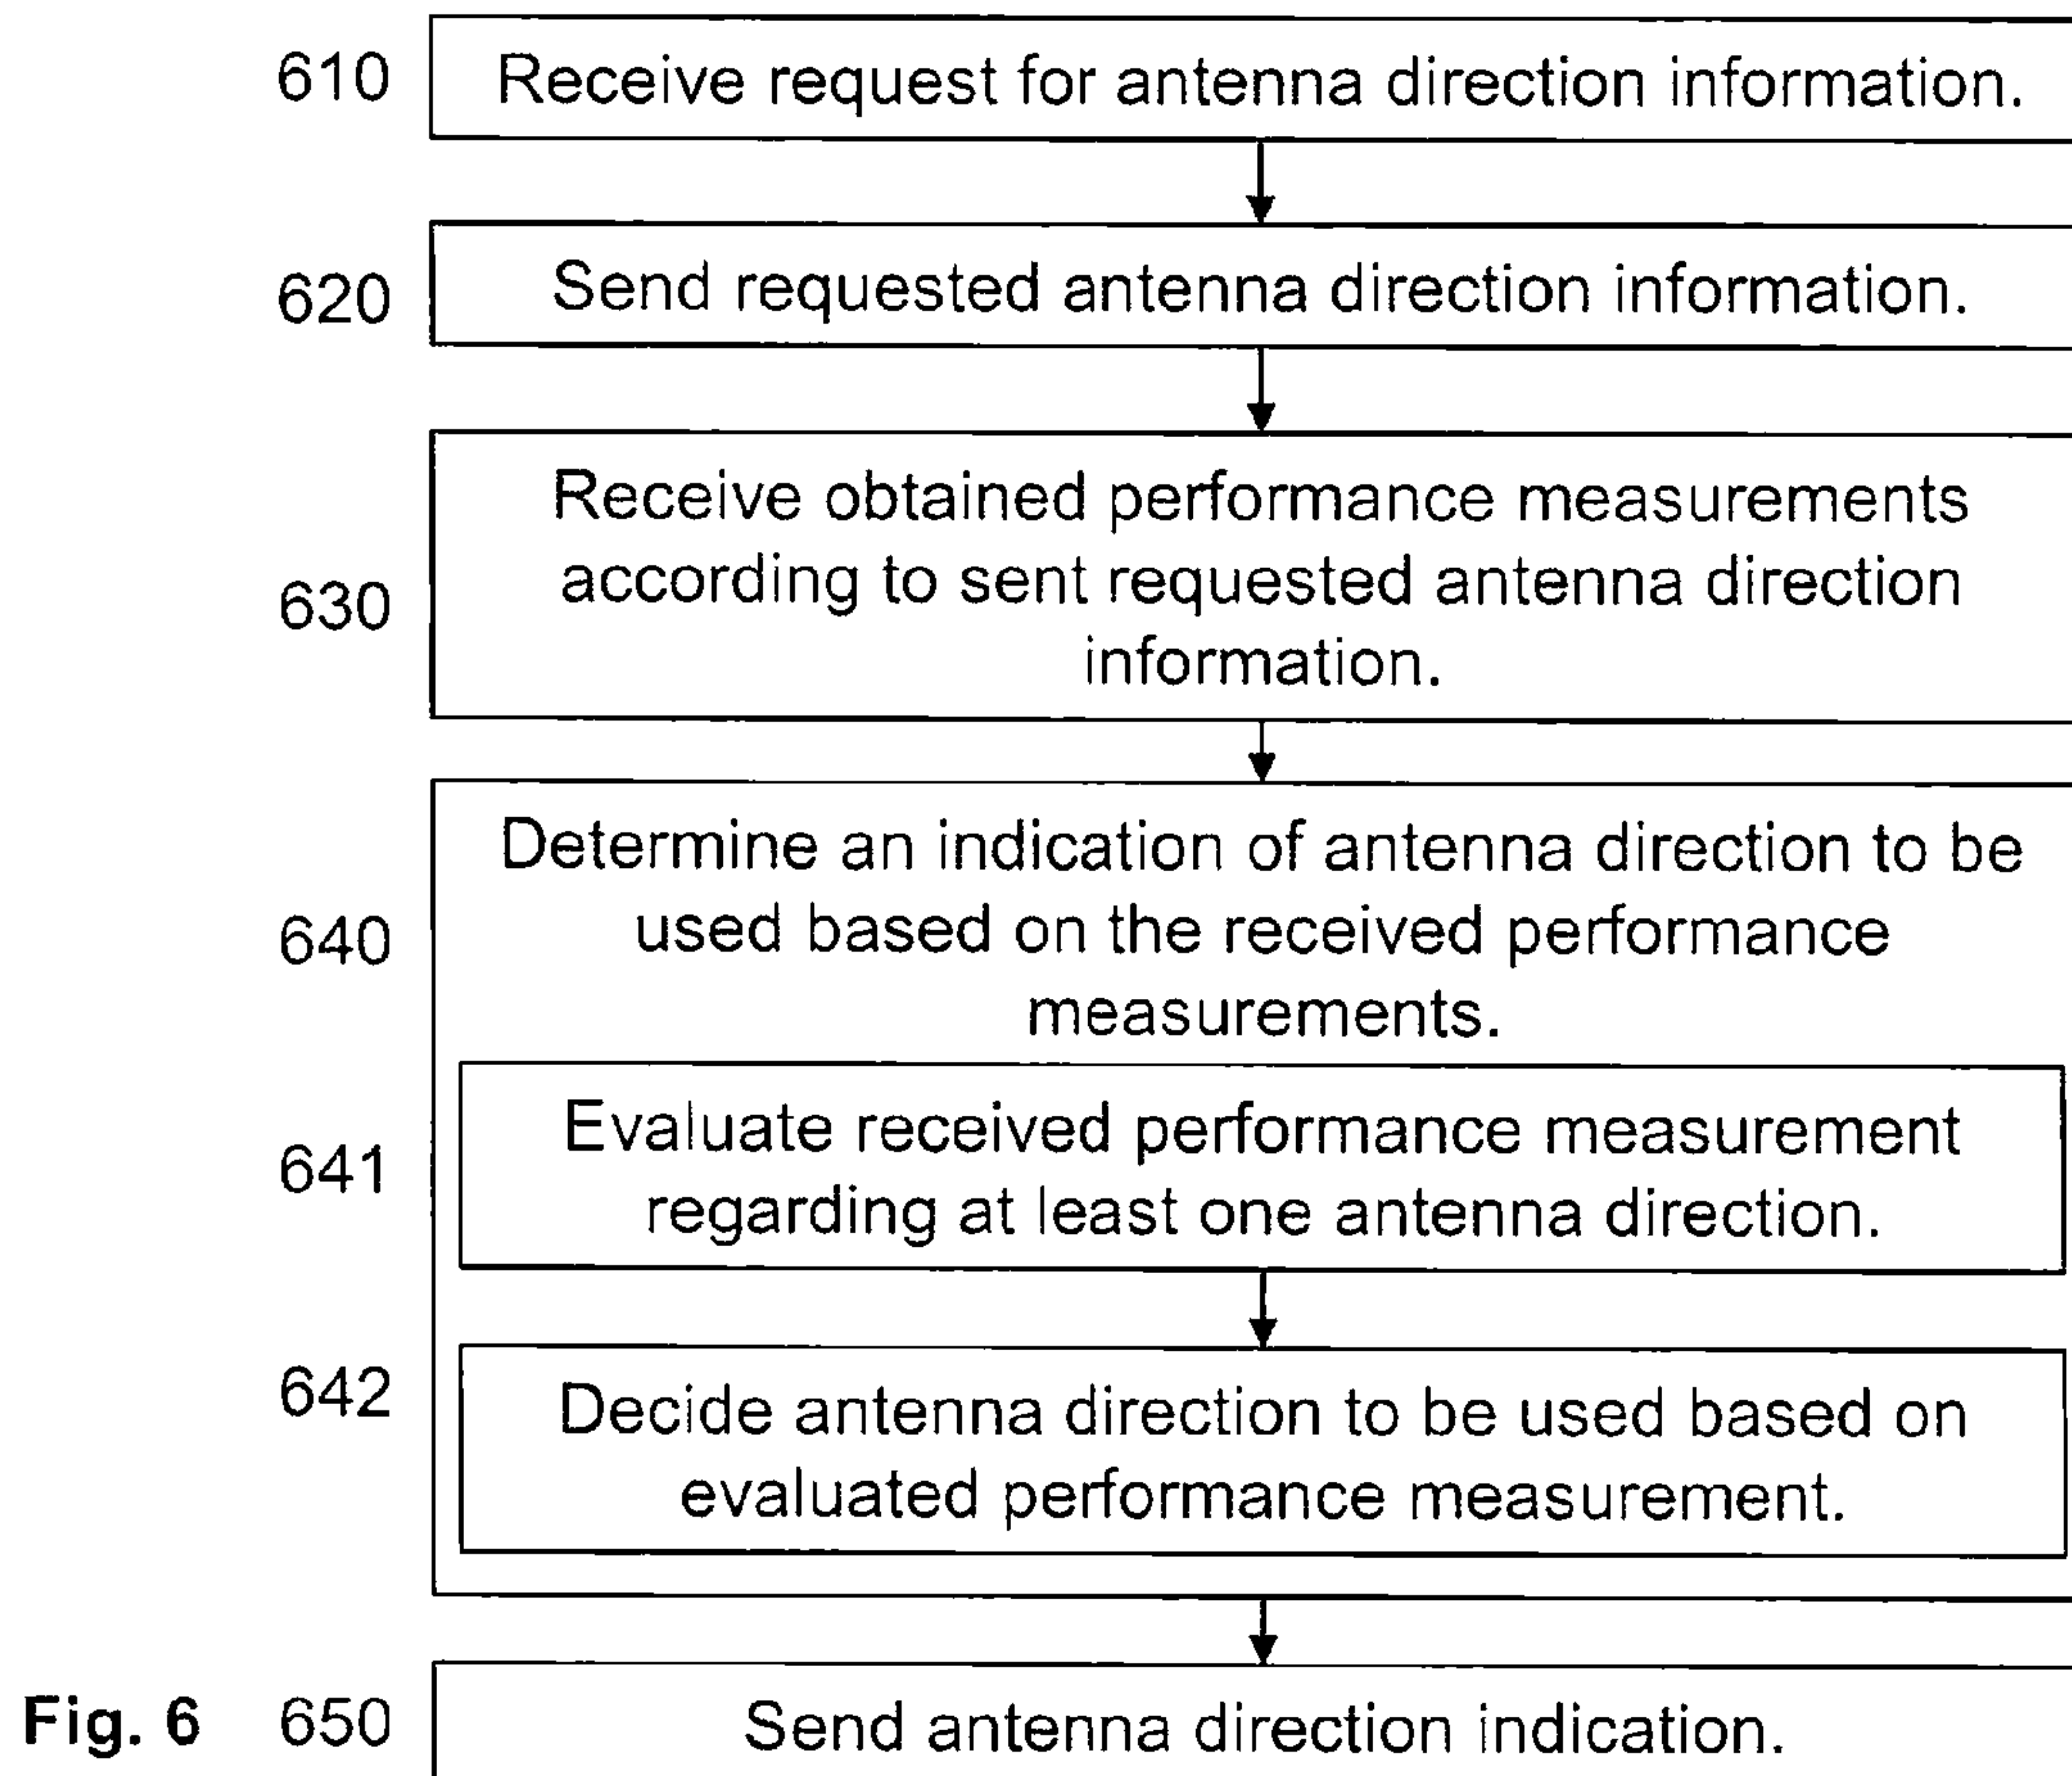 610 Receive request for antenna direction information.
620 Send requested antenna direction information.
Receive obtained performance measurements
630 according to sent requested antenna direction
information.
Determine an indication of antenna direction to be
640 used based on the received performance
measurements.
641 Evaluate received performance measurement
regarding at least one antenna direction.
642 Decide antenna direction to be used based on
evaluated performance measurement.
Fig. 6 650 Send antenna direction indication.